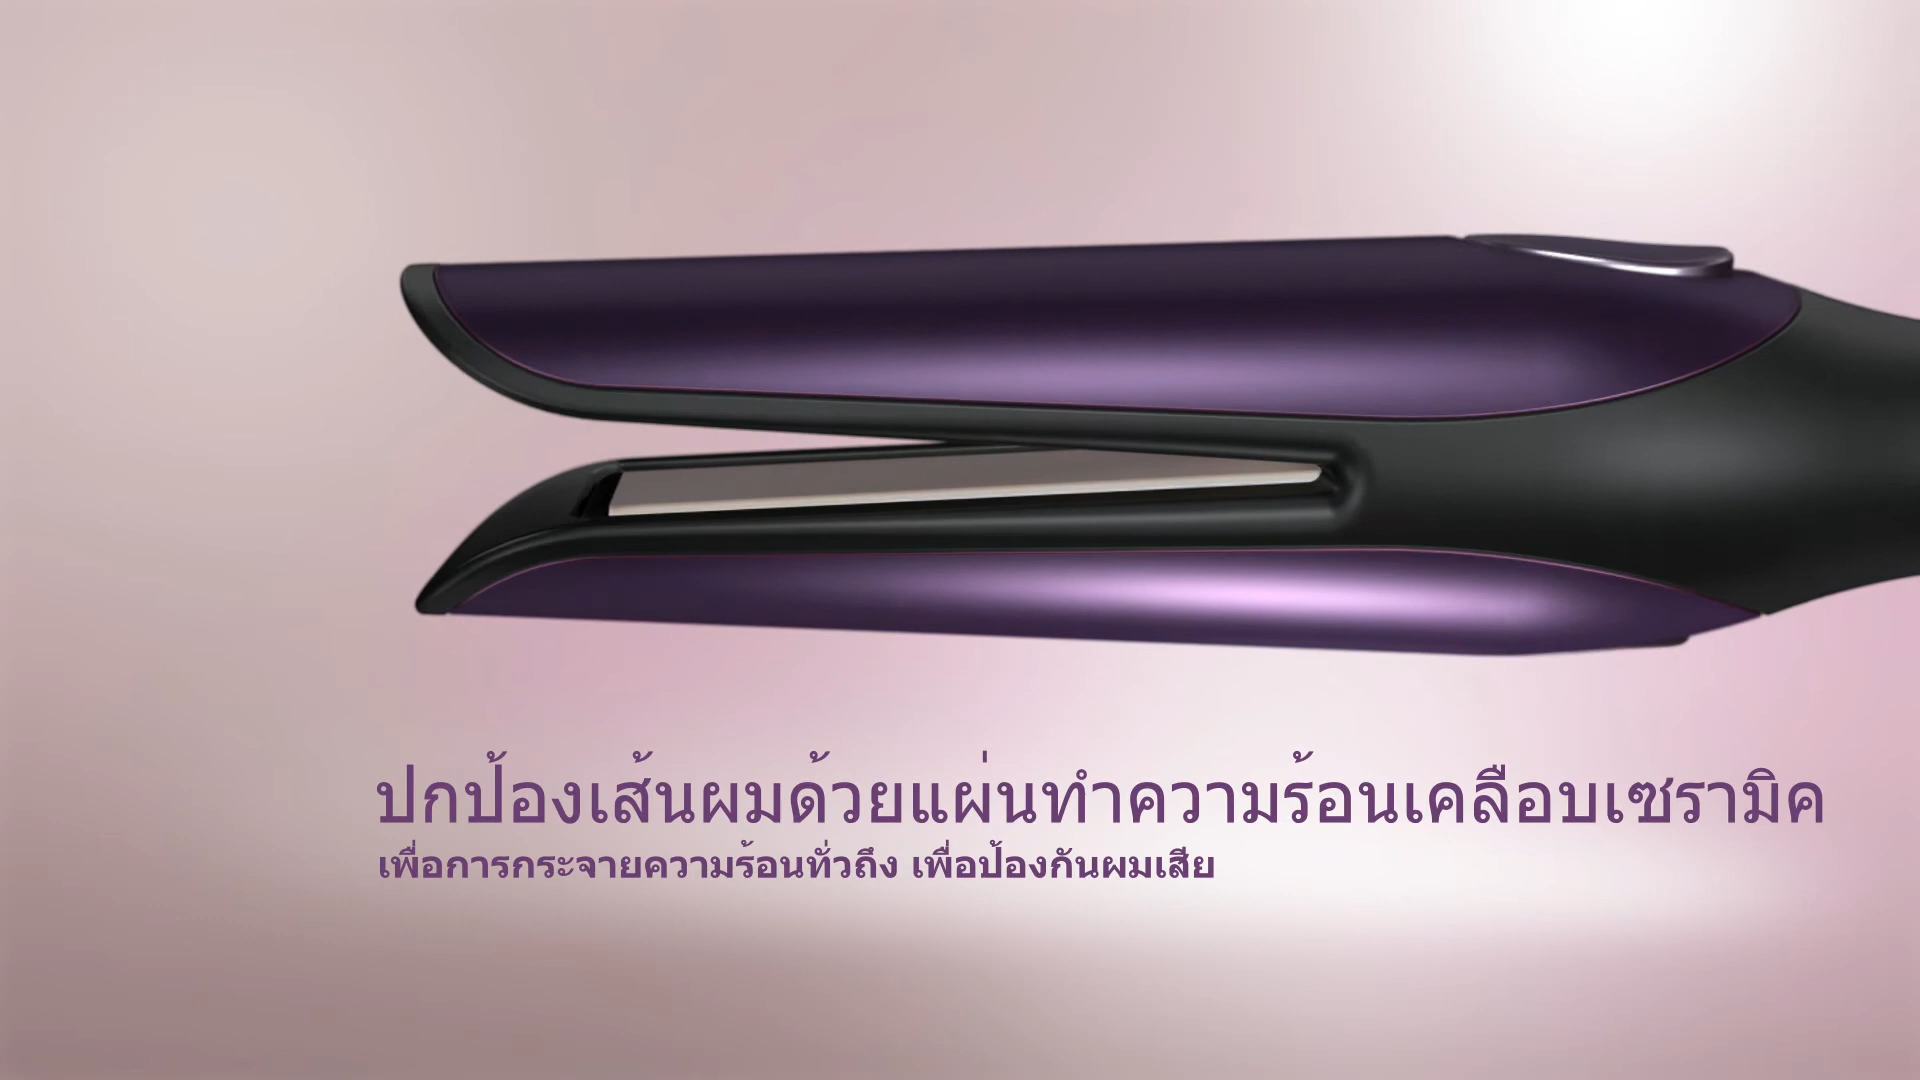 ปกป้องเส้นผมด้วยแผ่นทำความร้อนเคลือบเซรามิค
เพื่อการกระจายความร้อนทั่วถึง เพื่อป้องกันผมเสีย